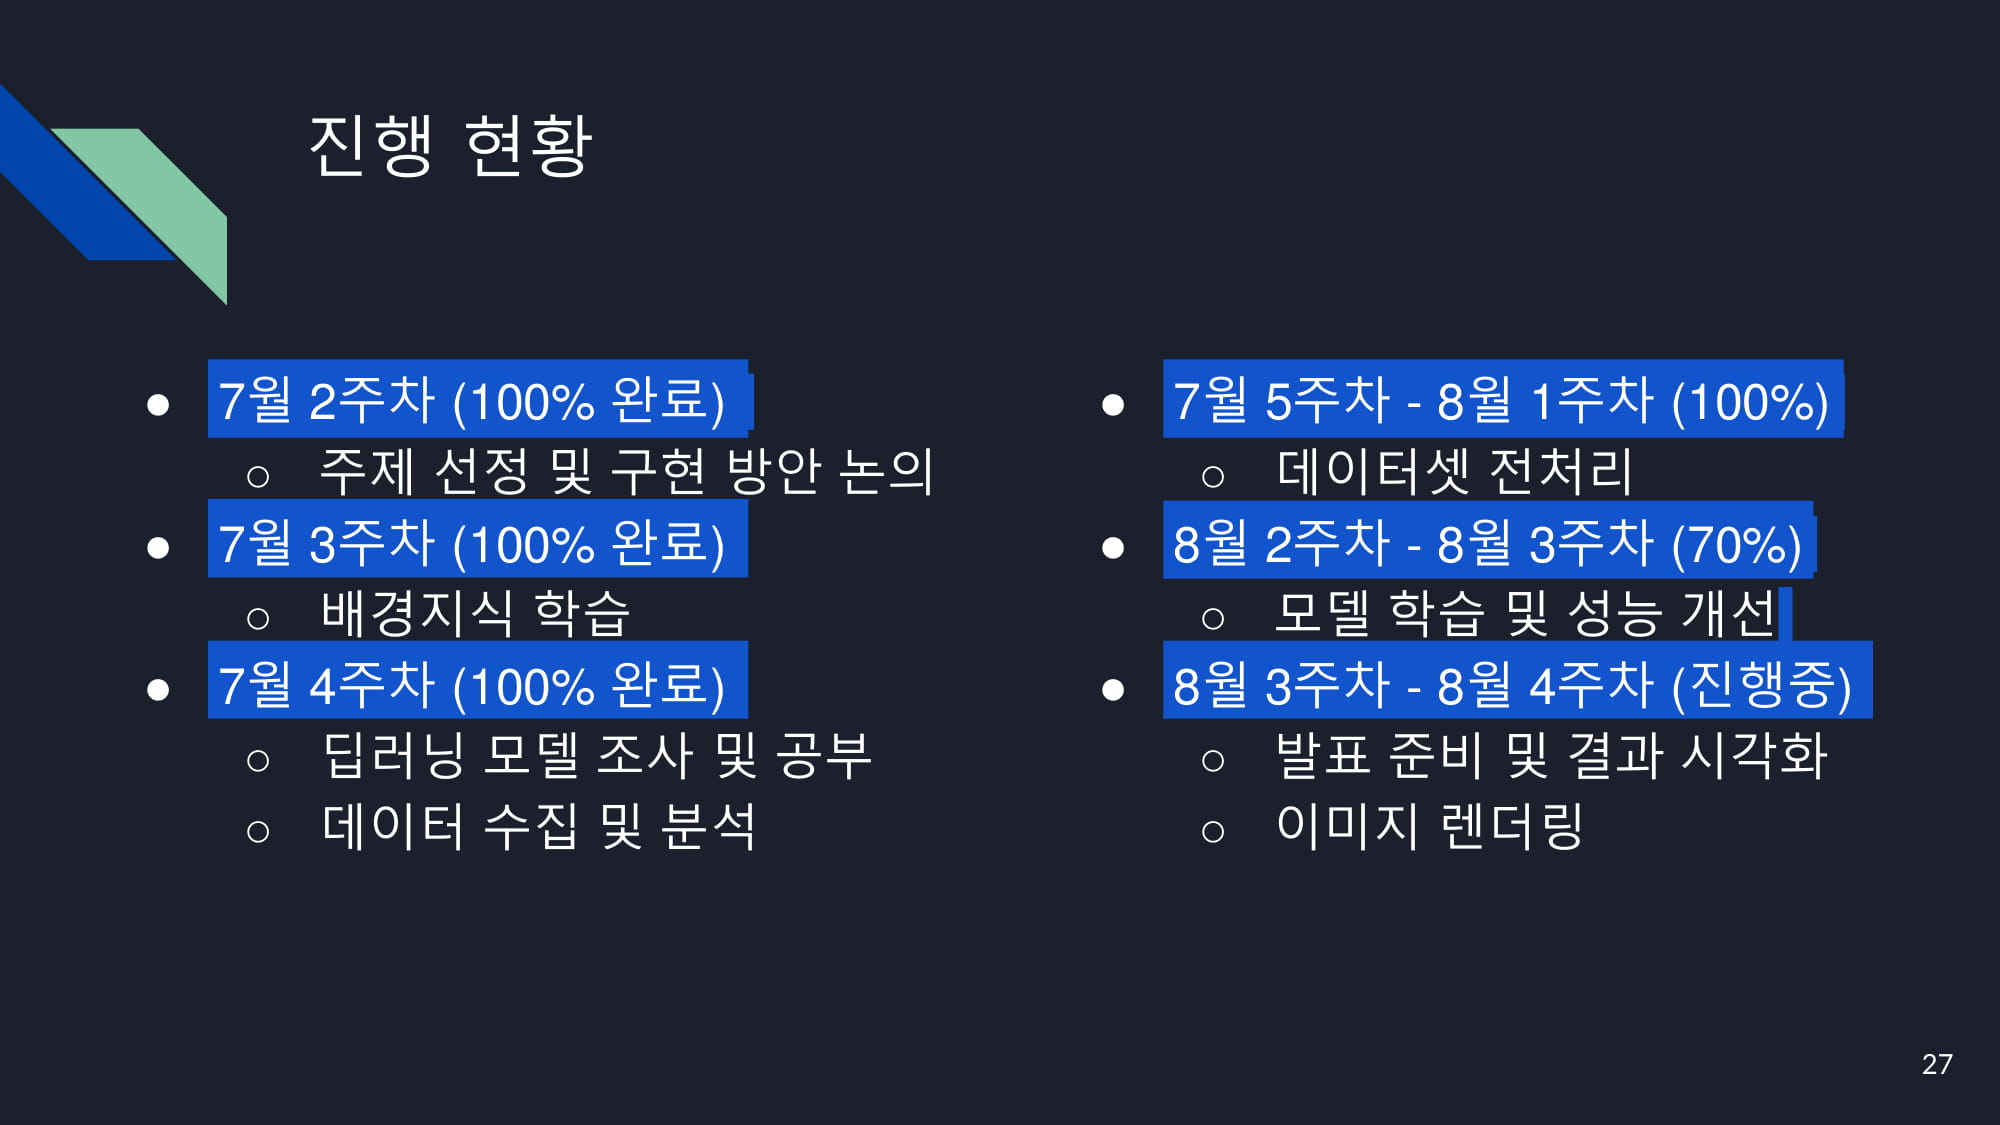 진행 현황
● 7월 2주차 (100% 완료)
○ 주제 선정 및 구현 방안 논의
● 7월 3주차 (100% 완료)
○ 배경지식 학습
● 7월 4주차 (100% 완료)
○ 딥러닝 모델 조사 및 공부
○ 데이터 수집 및 분석
● 7월 5주차 - 8월 1주차 (100%)
○ 데이터셋 전처리
● 8월 2주차 - 8월 3주차 (70%)
○ 모델 학습 및 성능 개선
● 8월 3주차 - 8월 4주차 (진행중)
○ 발표 준비 및 결과 시각화
○ 이미지 렌더링
27